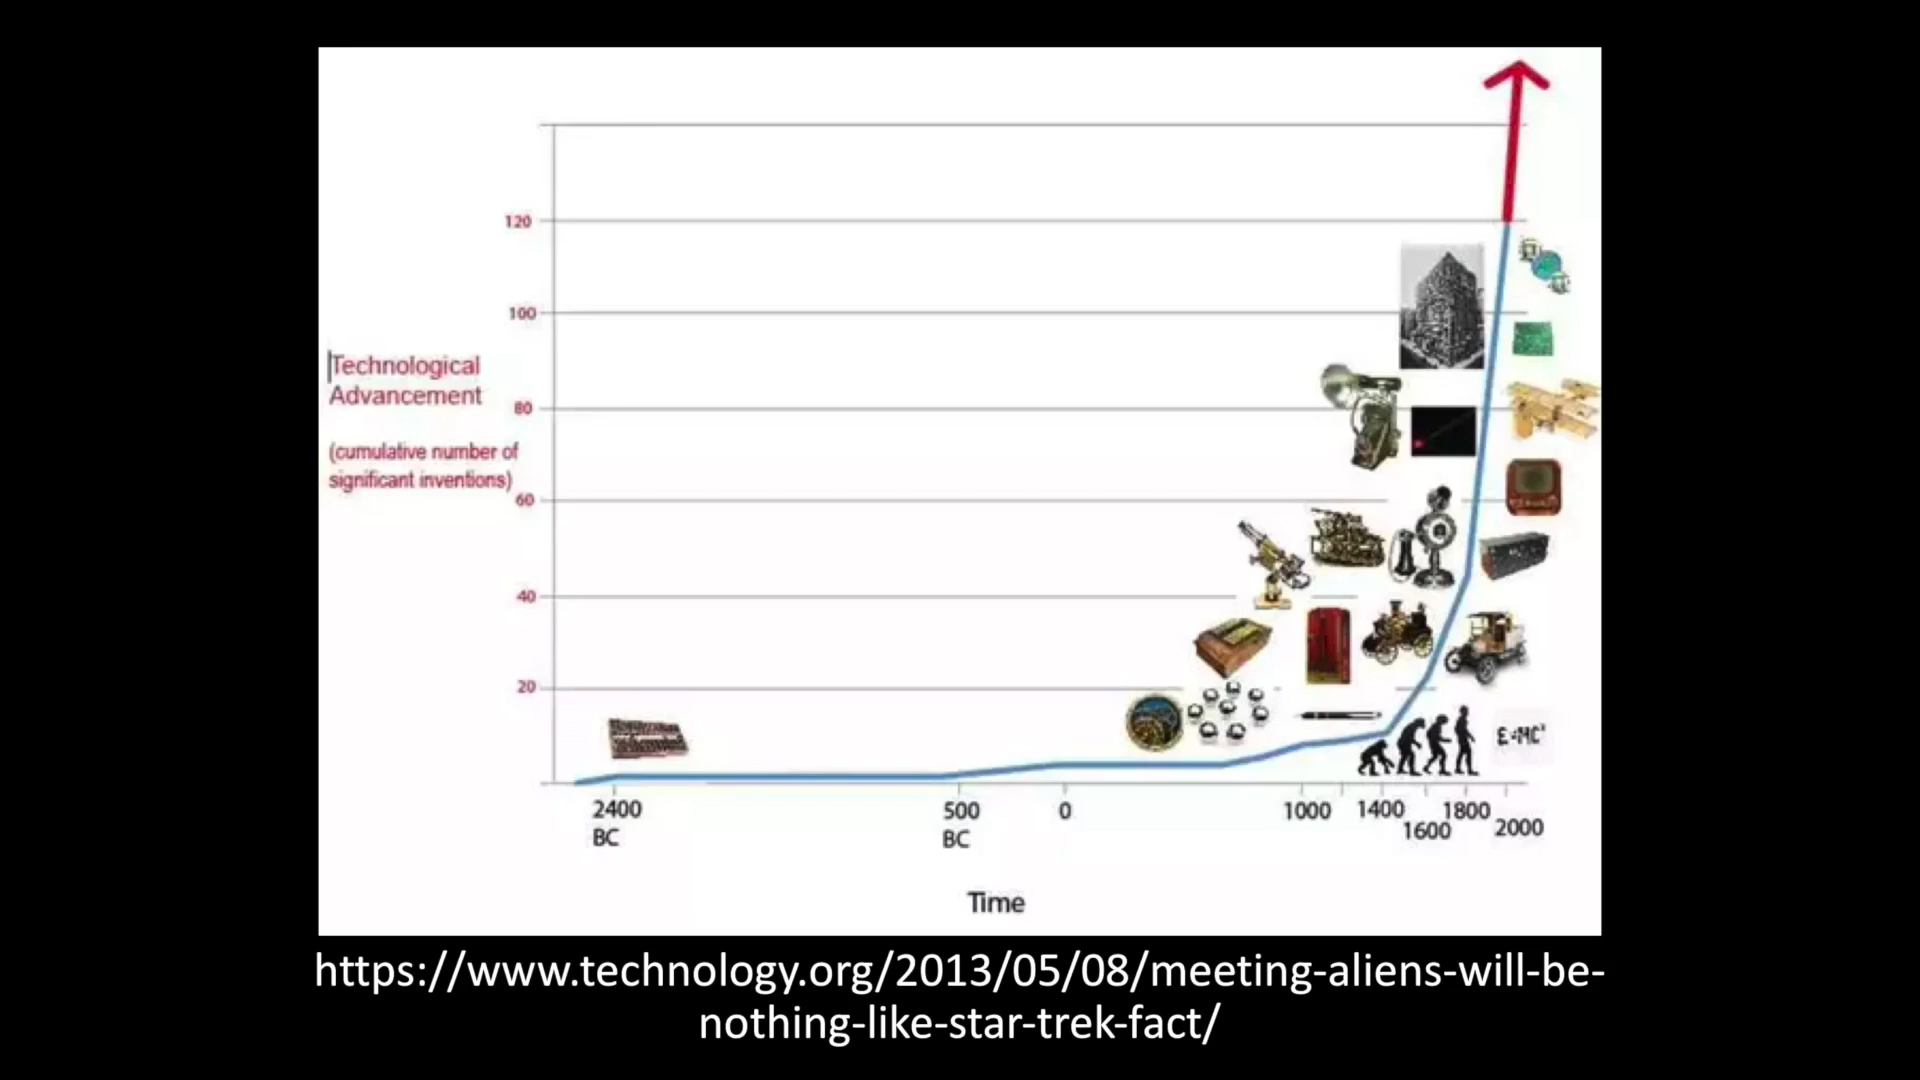 120
100
Technological
Advancement
80
(cumulative number of
significant inventions)
60
40
20
E=MC²
2400
BC
500
BC
0
1000
1400
1600
1800
2000
Time
https://www.technology.org/2013/05/08/meeting-aliens-will-be-
nothing-like-star-trek-fact/